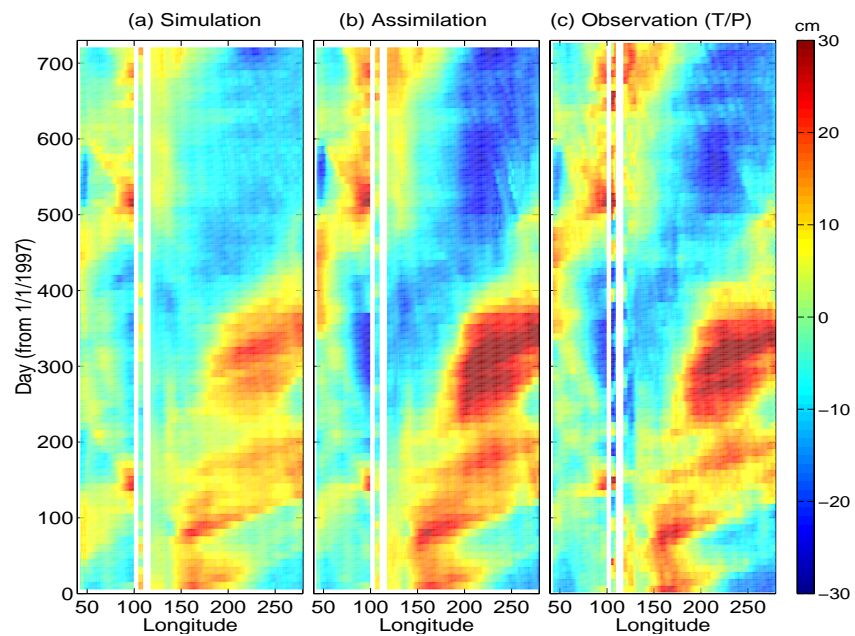 (a) Simulation
(b) Assimilation
(c) Observation (T/P)
cm
Day (from 1/1/1997)
700
600
500
400
300
200
100
0
50 100 150 200 250
50 100 150 200 250
50 100 150 200 250
Longitude
Longitude
Longitude
30
20
10
0
−10
−20
−30